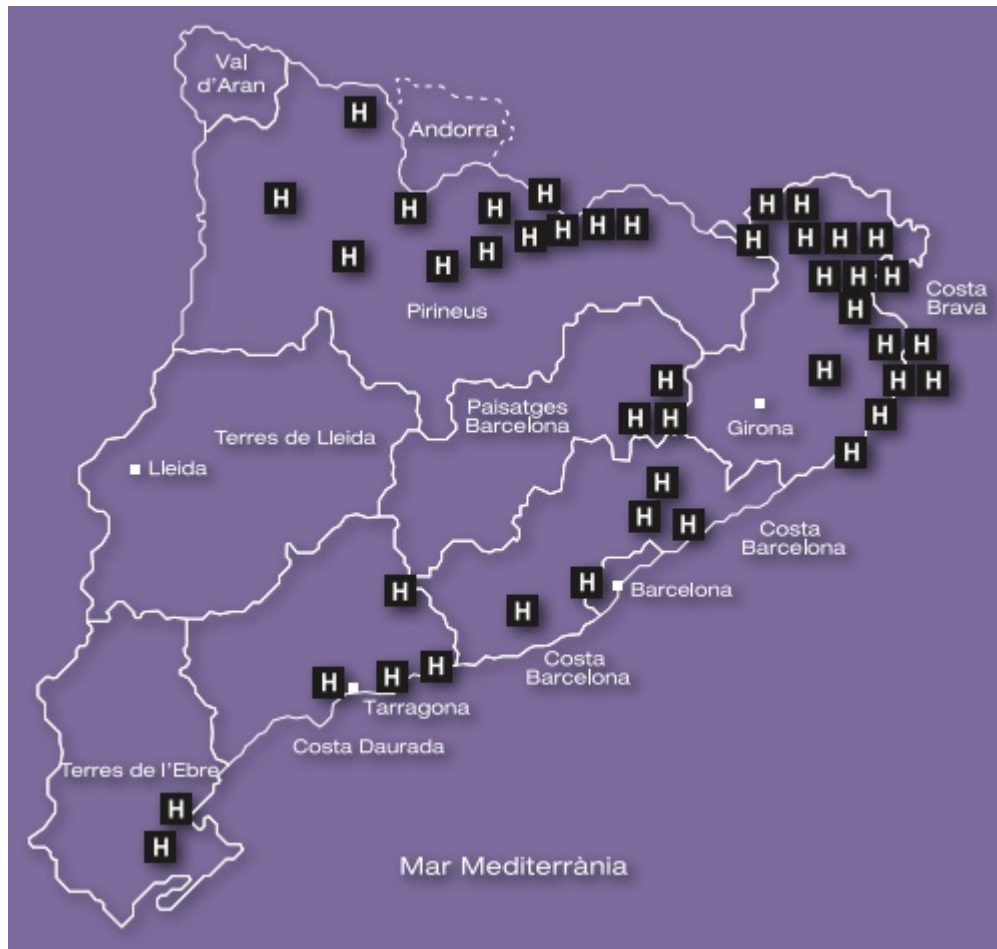 Val
d'Aran
H
Andorra
H
H H H H
H H H H H H
H H H
Pirineus
H H
H H H H
H H H
H
Costa
Brava
H H
H H H
H
H
Girona
H
H H
Paisatges
Barcelona
Terres de Lleida
Lleida
H
H H
Costa
Barcelona
H
Barcelona
H
H
Costa
Barcelona
H H H
Tarragona
Costa Daurada
Terres de l'Ebre
H
H
Mar Mediterrània